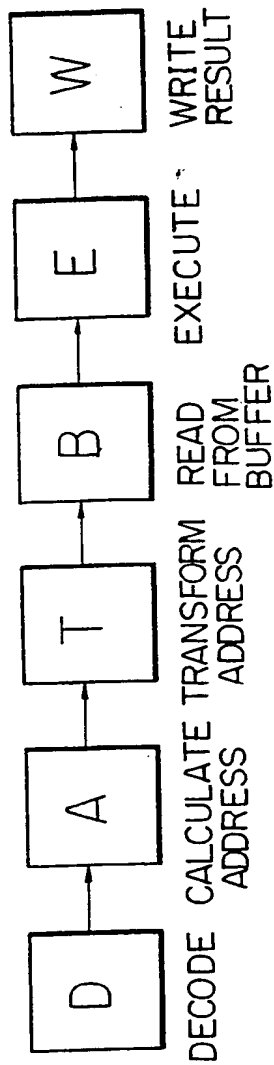 D
A
T
B
E
W
DECODE
CALCULATE
ADDRESS
TRANSFORM
ADDRESS
READ
FROM
BUFFER
EXECUTE
WRITE
RESULT